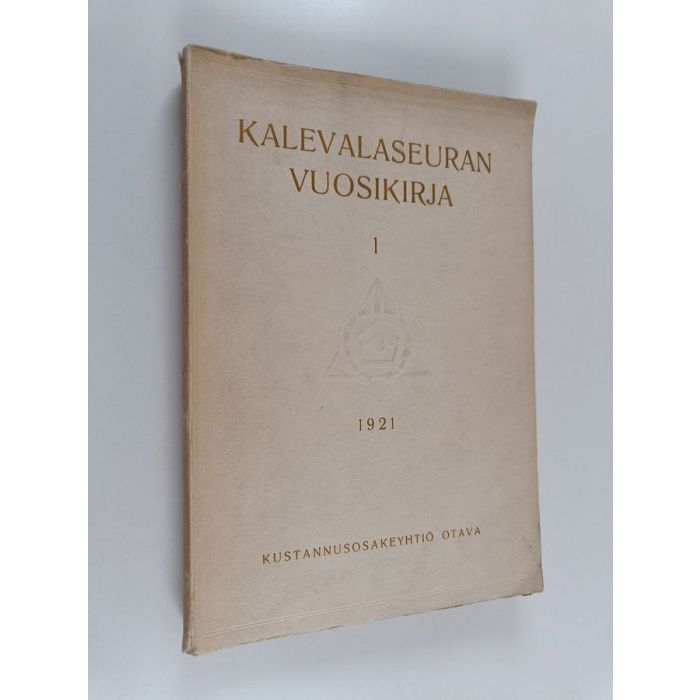 KALEVALASEURAN
VUOSIKIRJA
1
1921
KUSTANNUSOSAKEYHTIÖ OTAVA